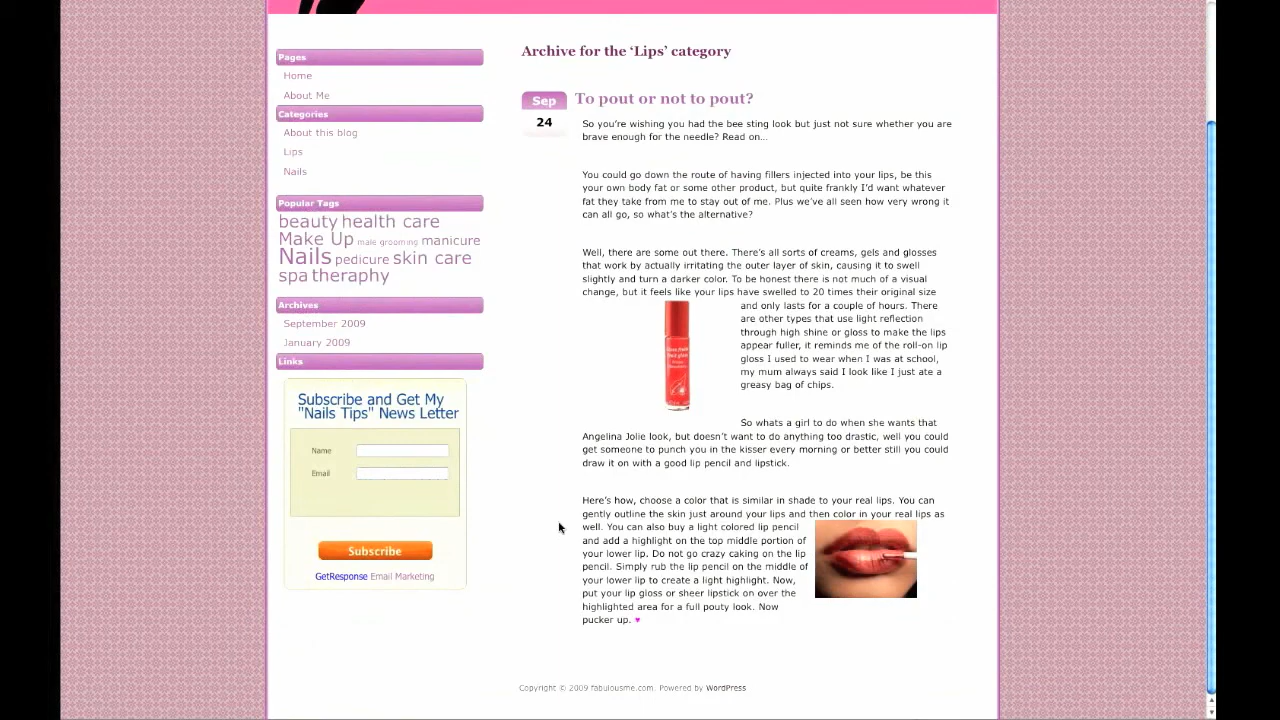 Pages
Home
About Me
Categories
About this blog
Lips
Nails
Popular Tags
beauty health care
Make Up male grooming manicure
Nails pedicure skin care
spa theraphy
Archives
September 2009
January 2009
Links
Subscribe and Get My
"Nails Tips" News Letter
Name
Email
Subscribe
GetResponse Email Marketing
Archive for the ‘Lips’ category
Sep
24
To pout or not to pout?
So you’re wishing you had the bee sting look but just not sure whether you are
brave enough for the needle? Read on…
You could go down the route of having fillers injected into your lips, be this
your own body fat or some other product, but quite frankly I’d want whatever
fat they take from me to stay out of me. Plus we’ve all seen how very wrong it
can all go, so what’s the alternative?
Well, there are some out there. There’s all sorts of creams, gels and glosses
that work by actually irritating the outer layer of skin, causing it to swell
slightly and turn a darker color. To be honest there is not much of a visual
change, but it feels like your lips have swelled to 20 times their original size
and only lasts for a couple of hours. There
are other types that use light reflection
through high shine or gloss to make the lips
appear fuller, it reminds me of the roll-on lip
gloss I used to wear when I was at school,
my mum always said I look like I just ate a
greasy bag of chips.
So whats a girl to do when she wants that
Angelina Jolie look, but doesn’t want to do anything too drastic, well you could
get someone to punch you in the kisser every morning or better still you could
draw it on with a good lip pencil and lipstick.
Here’s how, choose a color that is similar in shade to your real lips. You can
gently outline the skin just around your lips and then color in your real lips as
well. You can also buy a light colored lip pencil
and add a highlight on the top middle portion of
your lower lip. Do not go crazy caking on the lip
pencil. Simply rub the lip pencil on the middle of
your lower lip to create a light highlight. Now,
put your lip gloss or sheer lipstick on over the
highlighted area for a full pouty look. Now
pucker up. ♥
Copyright © 2009 fabulousme.com. Powered by WordPress